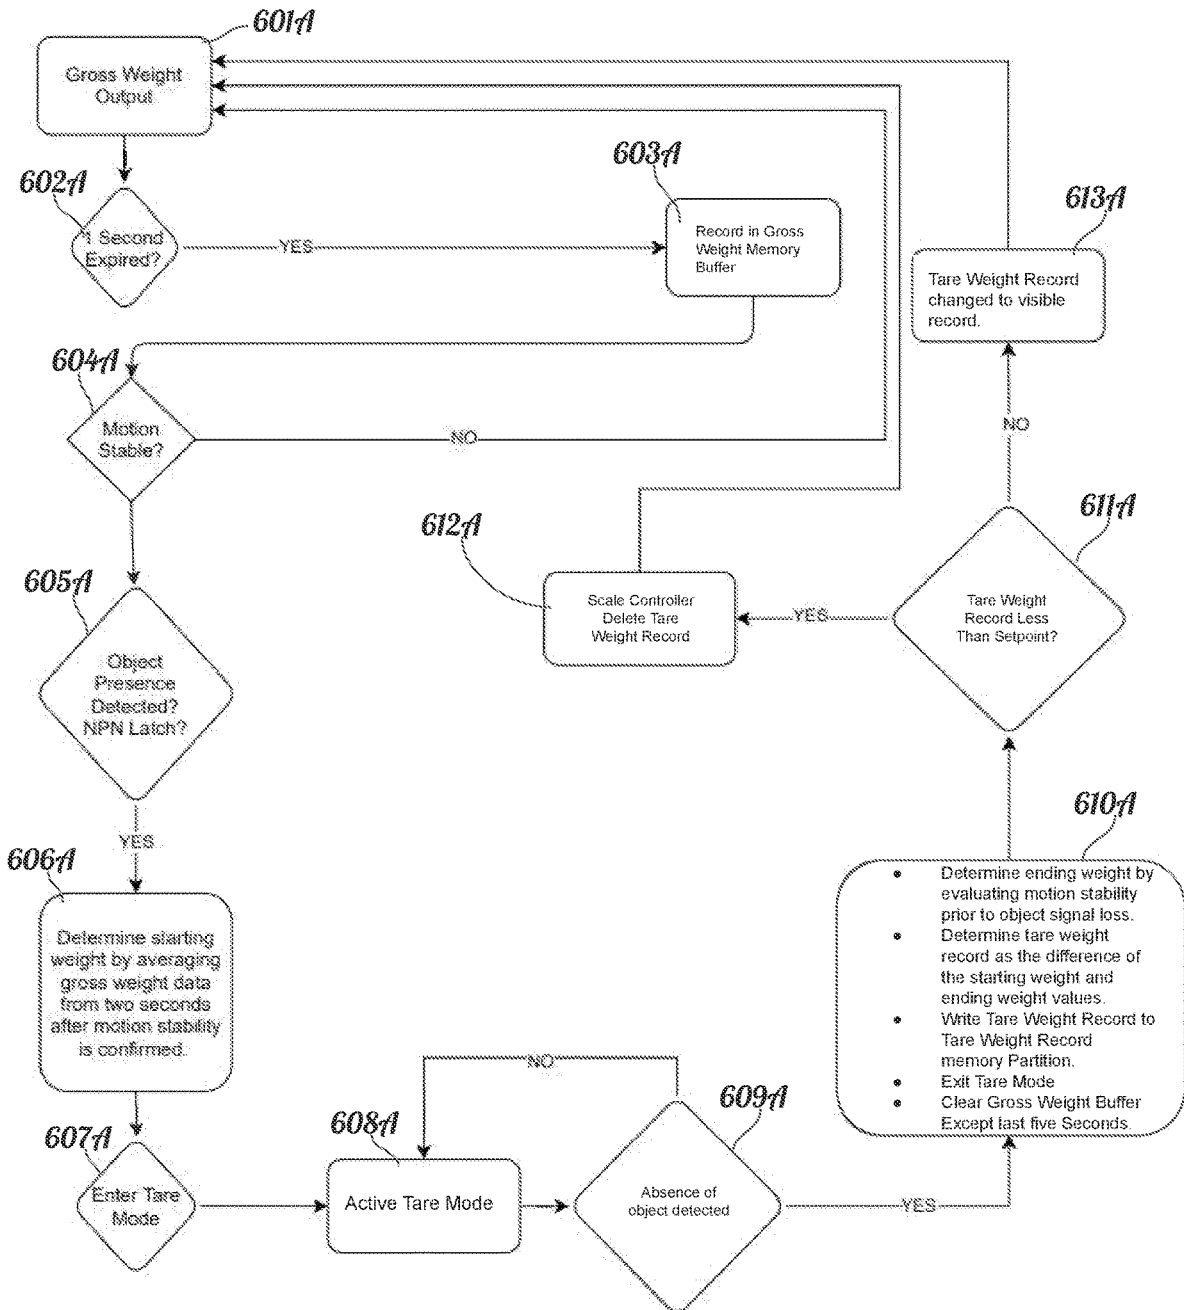 601A
Gross Weight
Output
602A
1 Second
Expired?
YES
603A
Record in Gross
Weight Memory
Buffer
613A
Tare Weight Record
changed to visible
record.
604A
Motion
Stable?
NO
NO
611A
Tare Weight
Record Less
Than Setpoint?
YES
612A
Scale Controller
Delete Tare
Weight Record
605A
Object
Presence
Detected?
NPN Latch?
YES
606A
Determine starting
weight by averaging
gross weight data
from two seconds
after motion stability
is confirmed.
607A
Enter Tare
Mode
608A
Active Tare Mode
NO
609A
Absence of
object detected
YES
610A
• Determine ending weight by
evaluating motion stability
prior to object signal loss.
• Determine tare weight
record as the difference of
the starting weight and
ending weight values.
• Write Tare Weight Record to
Tare Weight Record
memory Partition.
• Exit Tare Mode
• Clear Gross Weight Buffer
Except last five Seconds.